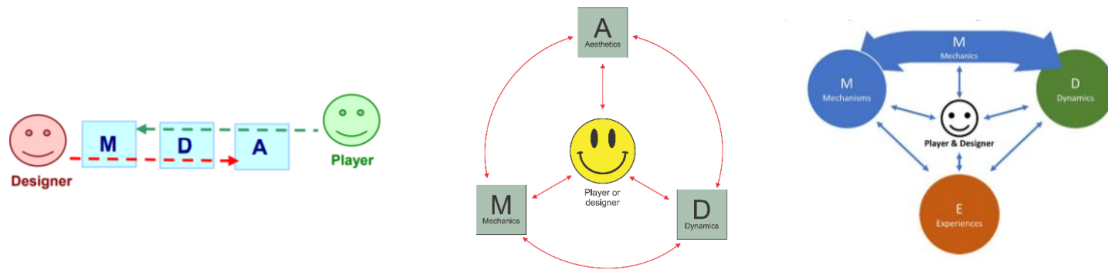 M
D
A
Designer
Player
A
Aesthetics
Player or
designer
M
Mechanics
D
Dynamics
M
Mechanics
M
Mechanisms
D
Dynamics
Player & Designer
E
Experiences